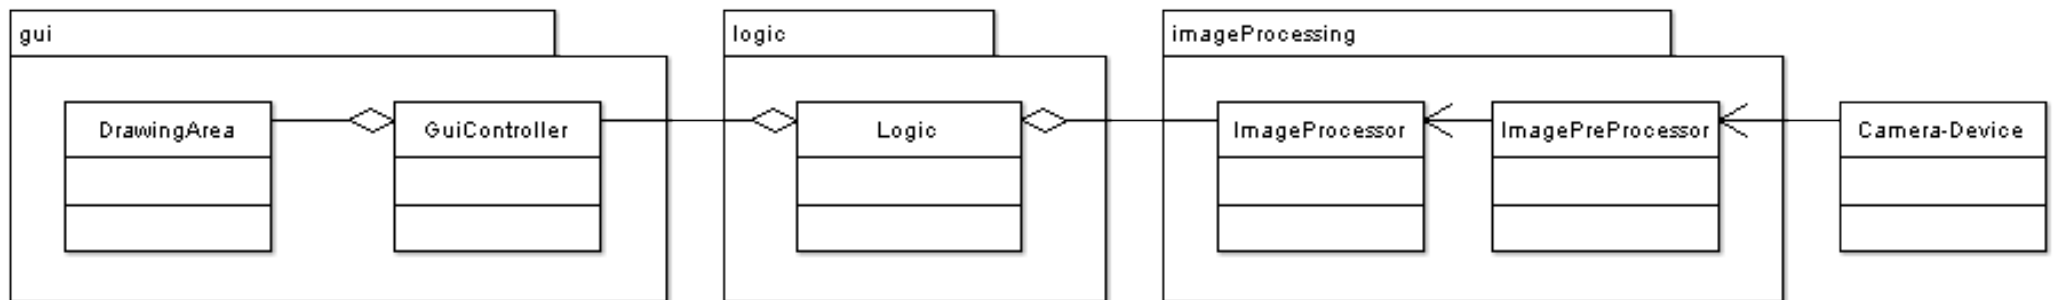 gui
logic
imageProcessing
DrawingArea
GuiController
Logic
ImageProcessor
ImagePreProcessor
Camera-Device